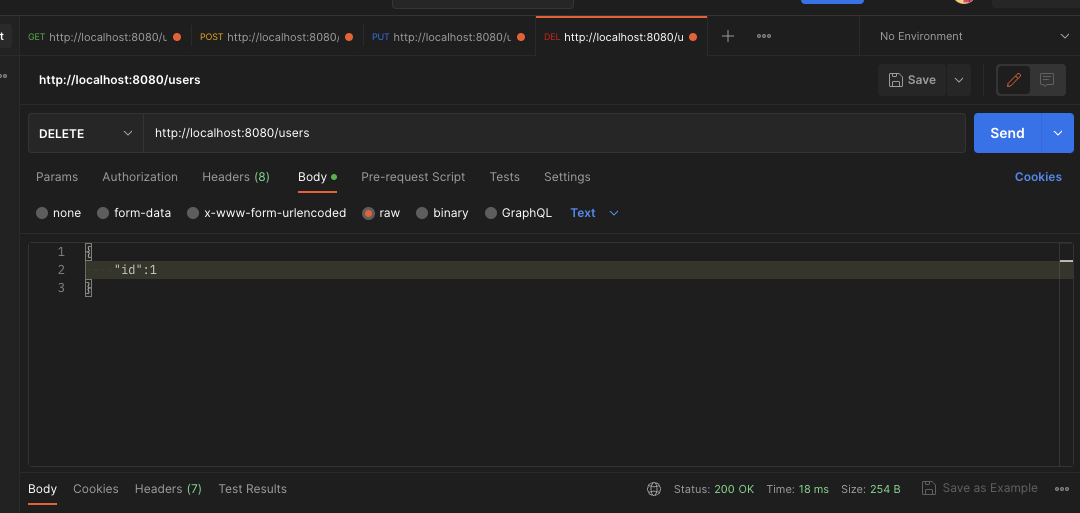 t
GET http://localhost:8080/u
POST http://localhost:8080/
PUT http://localhost:8080/u
DEL http://localhost:8080/u
No Environment
http://localhost:8080/users
Save
DELETE
http://localhost:8080/users
Send
Params Authorization Headers (8) Body Pre-request Script Tests Settings Cookies
none form-data x-www-form-urlencoded raw binary GraphQL Text
1 {
2 "id":1
3 }
Body Cookies Headers (7) Test Results Status: 200 OK Time: 18 ms Size: 254 B Save as Example